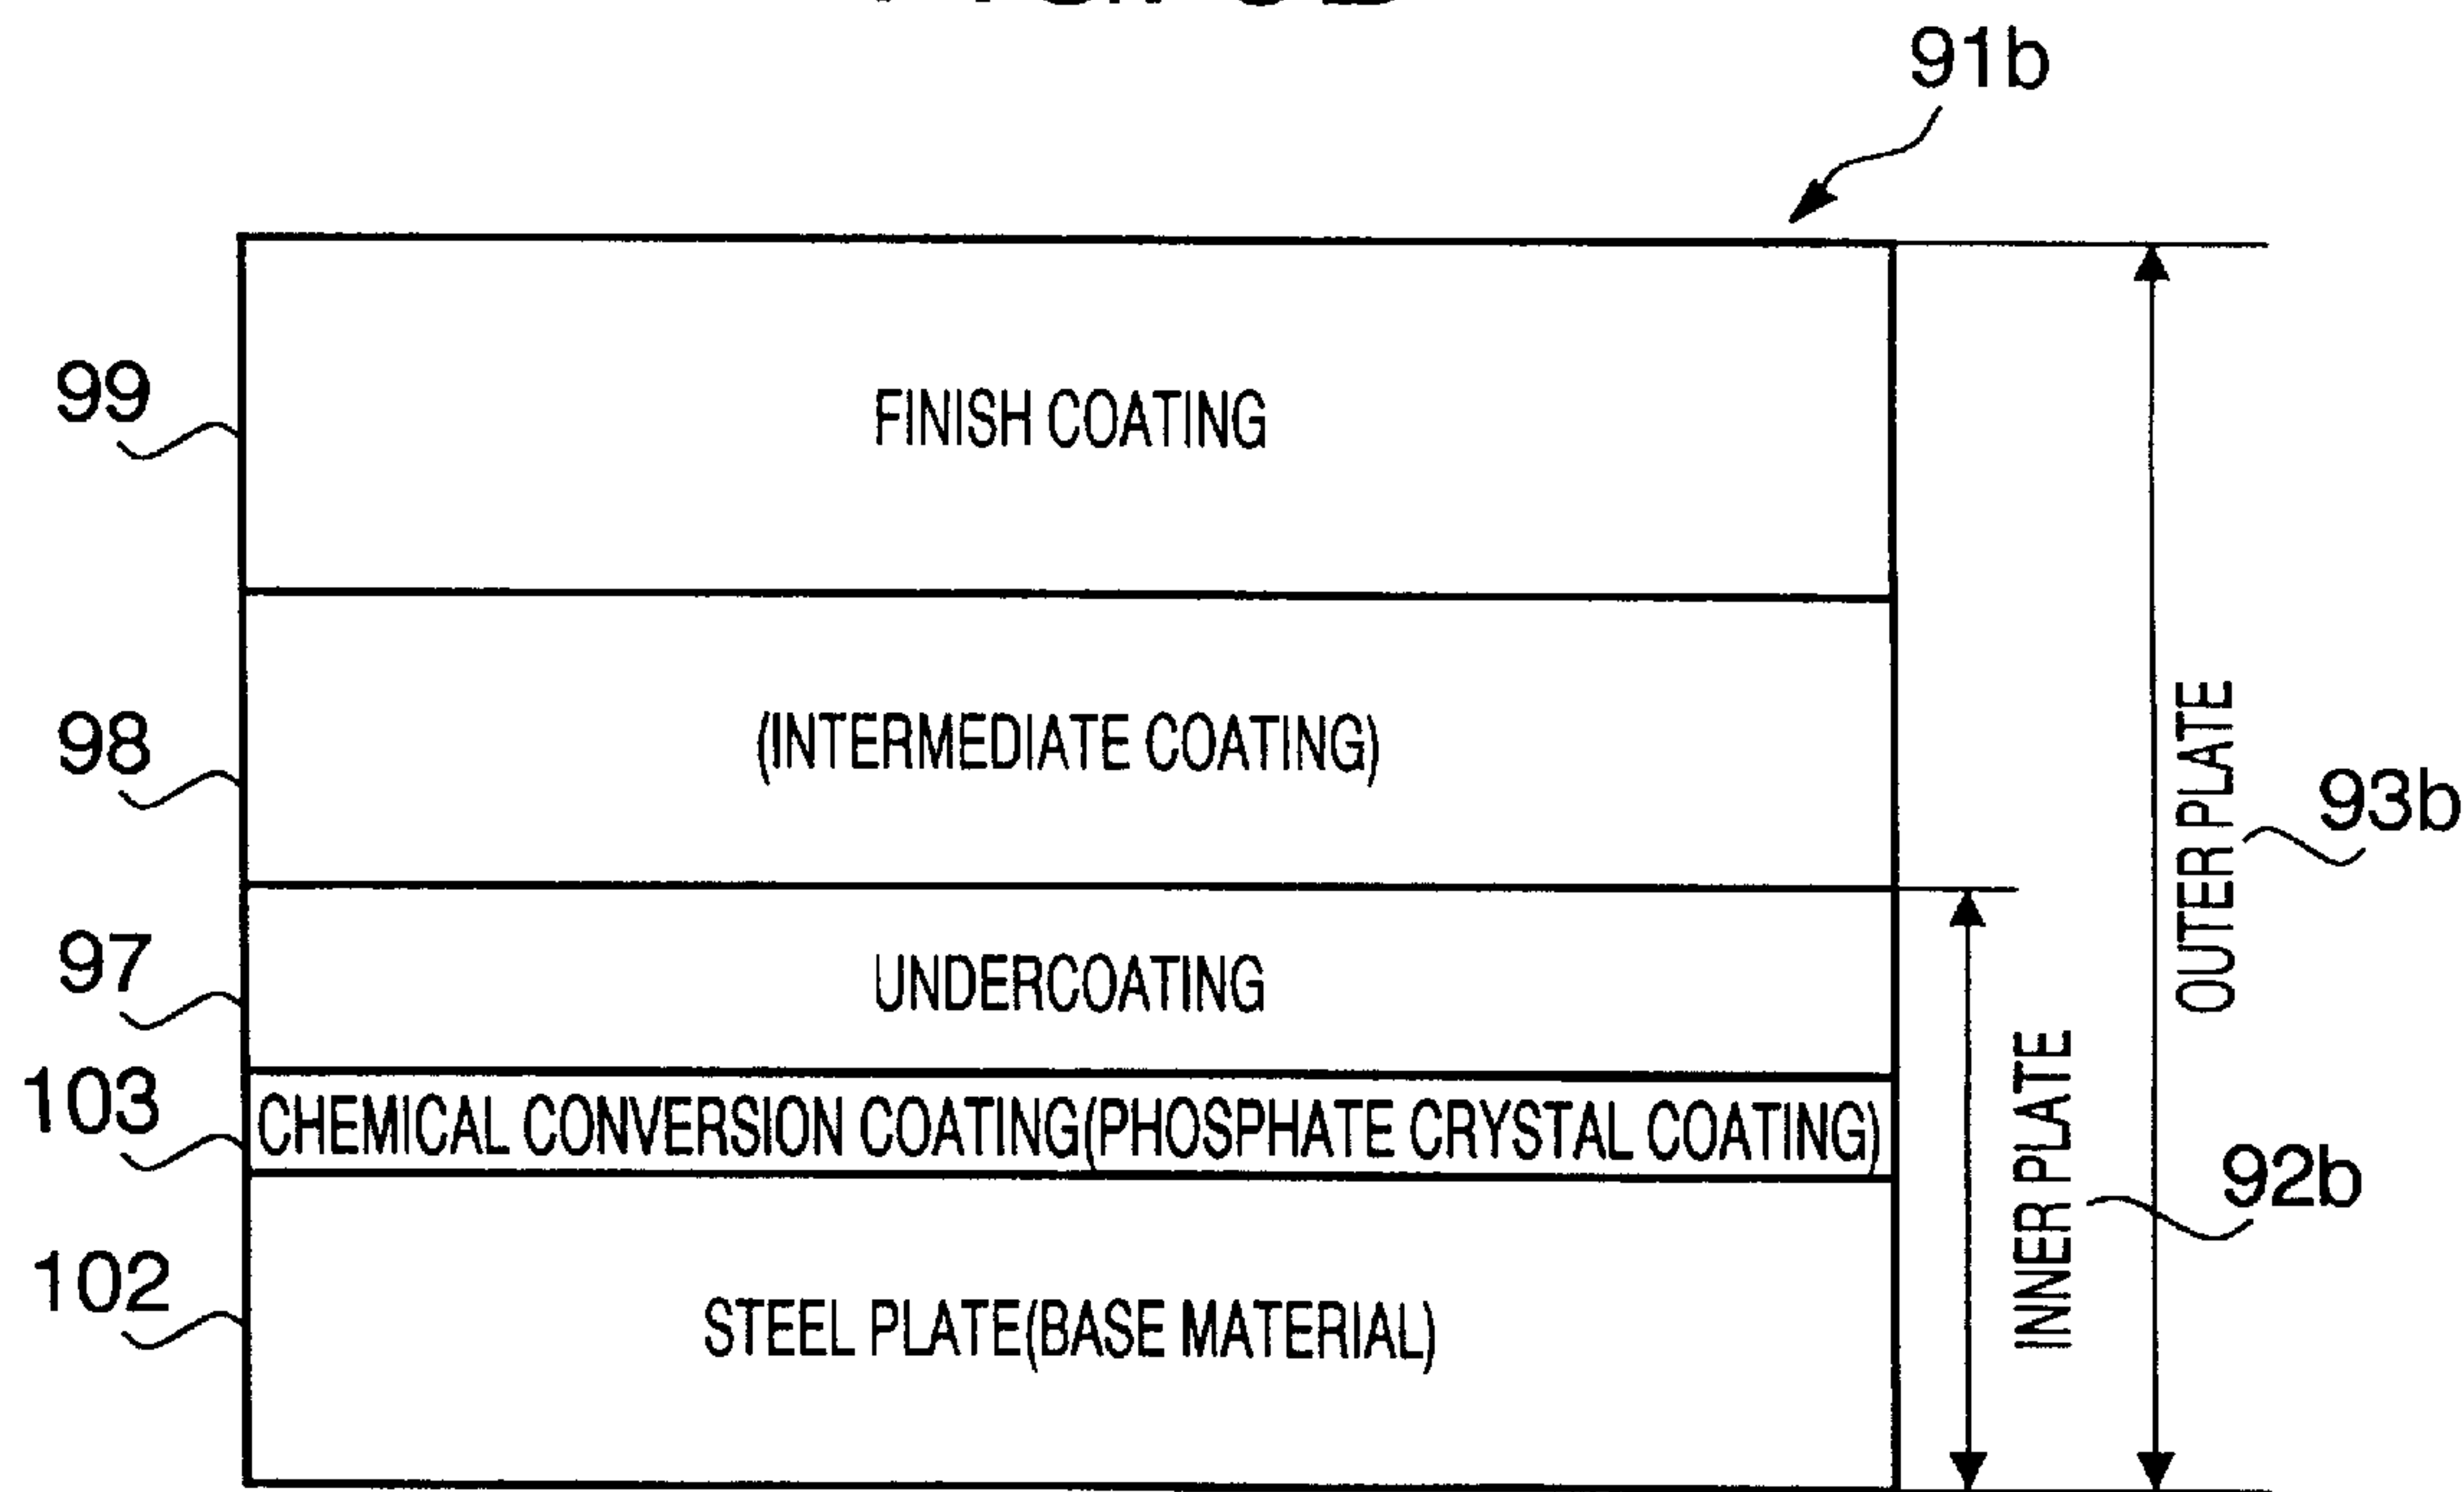 91b
99
FINISH COATING
98
(INTERMEDIATE COATING)
OUTER PLATE
93b
97
UNDERCOATING
103
CHEMICAL CONVERSION COATING(PHOSPHATE CRYSTAL COATING)
INNER PLATE
92b
102
STEEL PLATE(BASE MATERIAL)